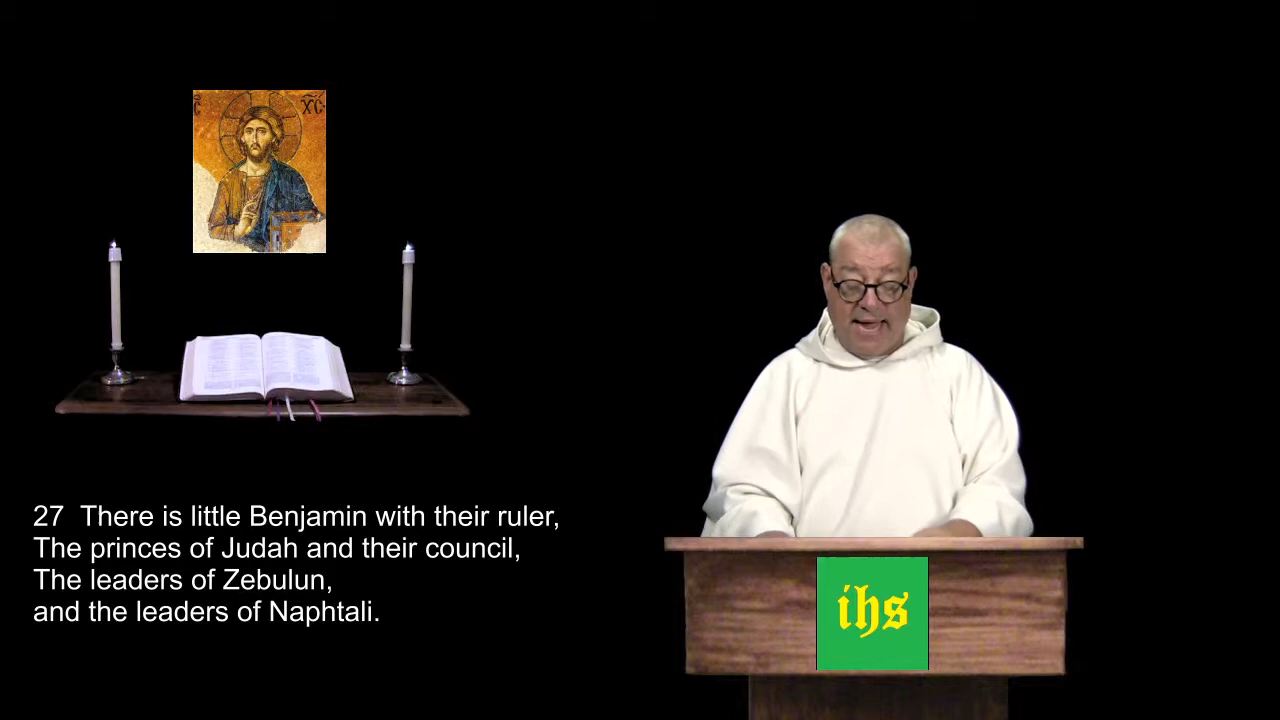 XC
27 There is little Benjamin with their ruler,
The princes of Judah and their council,
The leaders of Zebulun,
and the leaders of Naphtali.
ihs